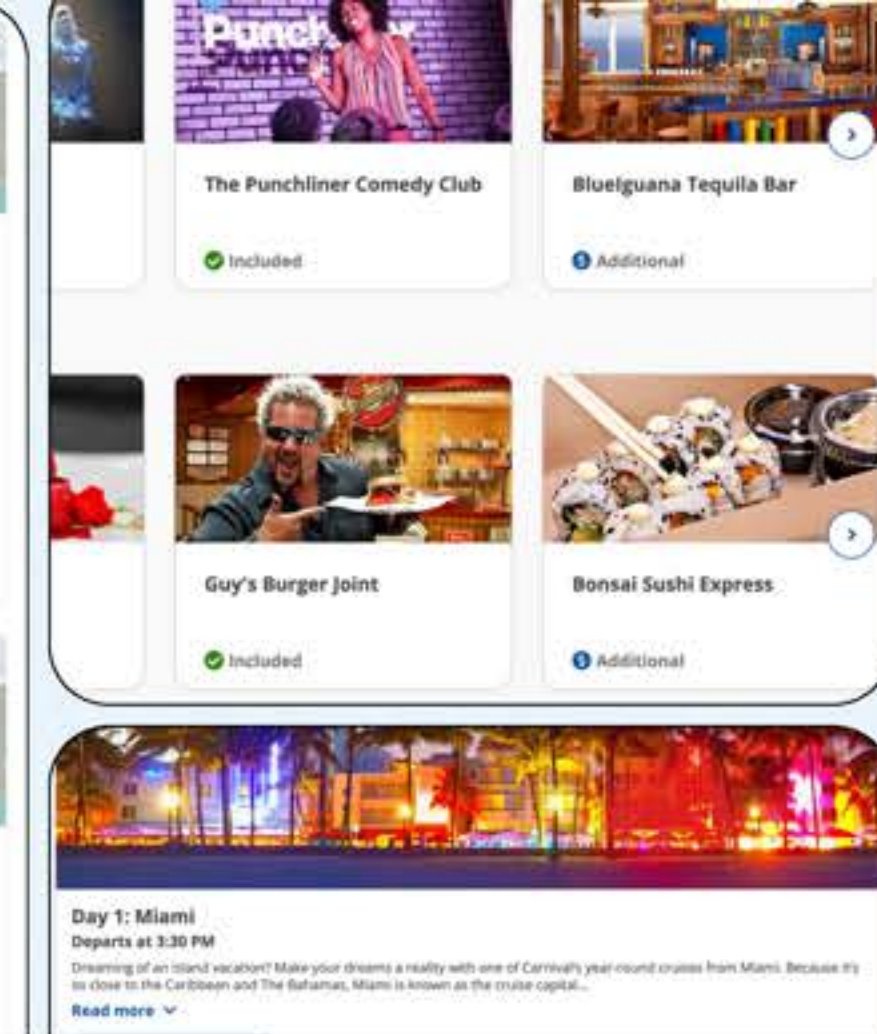 Punchliner
The Punchliner Comedy Club
BlueIguana Tequila Bar
Included
Additional
Guy's Burger Joint
Bonsai Sushi Express
Included
Additional
Day 1: Miami
Departs at 3:30 PM
Dreaming of an island vacation? Make your dreams a reality with one of Carnival's year-round cruises from Miami. Because it's
so close to the Caribbean and The Bahamas, Miami is known as the cruise capital...
Read more